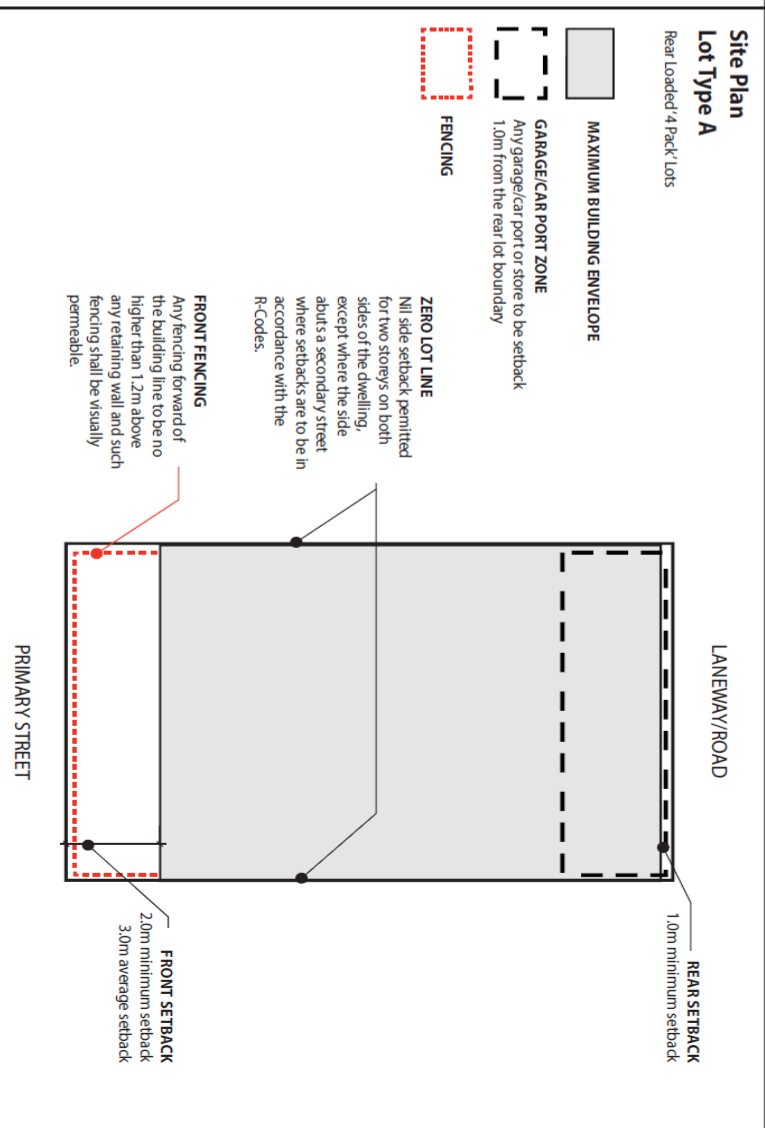 Site Plan
Lot Type A
Rear Loaded '4 Pack' Lots
MAXIMUM BUILDING ENVELOPE
GARAGE/CAR PORT ZONE
Any garage/car port or store to be setback
1.0m from the rear lot boundary
FENCING
ZERO LOT LINE
Nil side setback pemitted
for two storeys on both
sides of the dwelling,
except where the side
abuts a secondary street
where setbacks are to be in
accordance with the
R-Codes.
FRONT FENCING
Any fencing forward of
the building line to be no
higher than 1.2m above
any retaining wall and such
fencing shall be visually
permeable.
LANEWAY/ROAD
PRIMARY STREET
REAR SETBACK
1.0m minimum setback
FRONT SETBACK
2.0m minimum setback
3.0m average setback